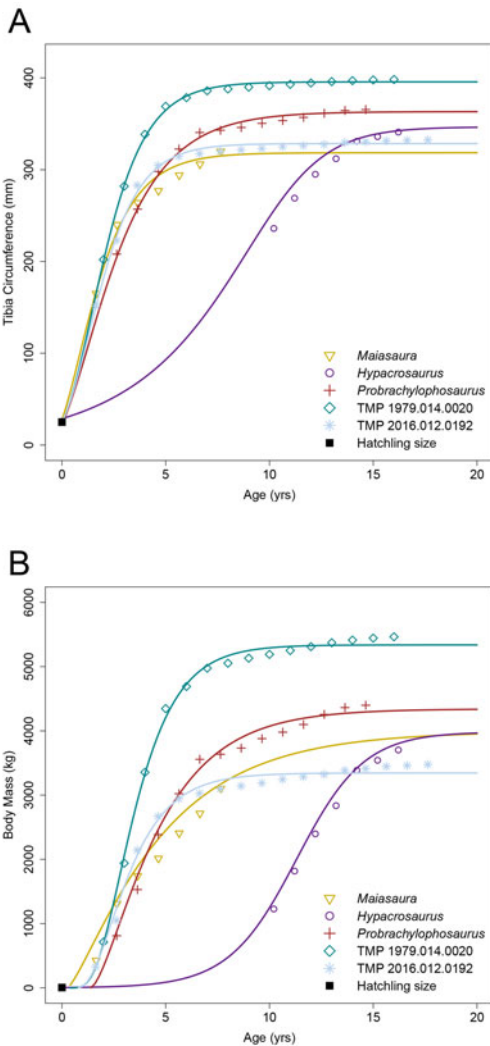 A
400
300
200
100
0
Tibia Circumference (mm)
Maiasaura
Hypacrosaurus
Probrachylophosaurus
TMP 1979.014.0020
TMP 2016.012.0192
Hatchling size
0 5 10 15 20
Age (yrs)
B
6000
5000
4000
3000
2000
1000
0
Body Mass (kg)
Maiasaura
Hypacrosaurus
Probrachylophosaurus
TMP 1979.014.0020
TMP 2016.012.0192
Hatchling size
0 5 10 15 20
Age (yrs)